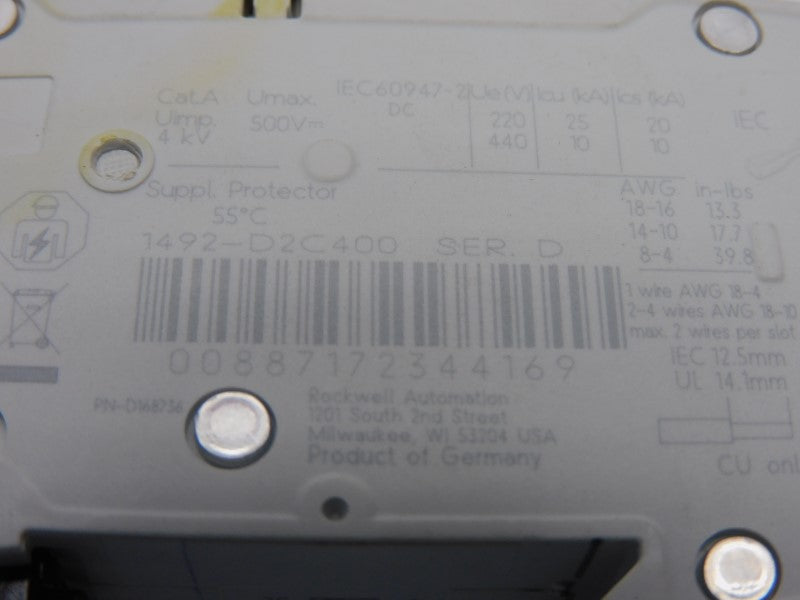 Cat.A Umax. IEC60947-2 Ue(V) Icu (kA) Ics (kA)
Uimp. 500V⎓ DC 220 25 20 IEC
4 kV 440 10 10
Suppl. Protector
55°C
AWG in-lbs
18-16 13.3
14-10 17.7
8-4 39.8
1492-D2C400 SER. D
1 wire AWG 18-4
2-4 wires AWG 18-10
max. 2 wires per slot
00887172344169
IEC 12.5mm
UL 14.1mm
PN-D168736
Rockwell Automation
1201 South 2nd Street
Milwaukee, WI 53204 USA
Product of Germany
CU onl